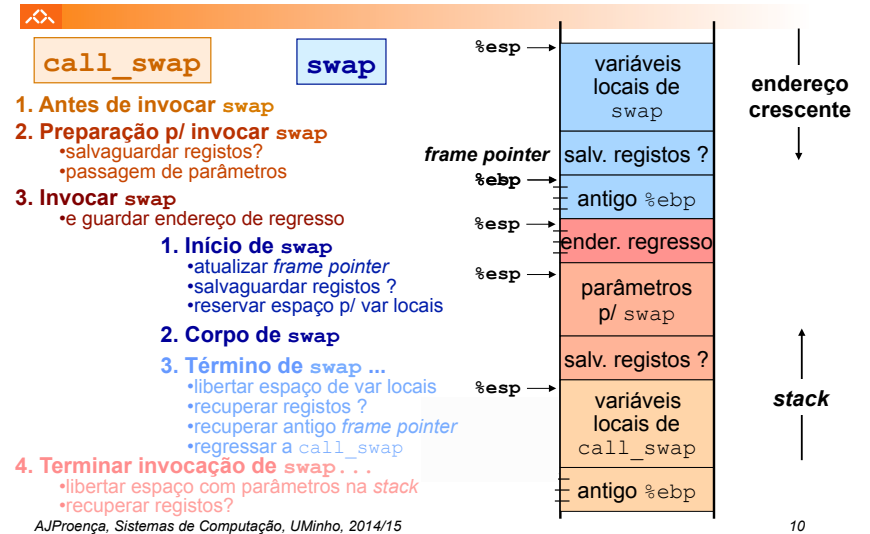 call_swap
swap
1. Antes de invocar swap
2. Preparação p/ invocar swap
•salvaguardar registos?
•passagem de parâmetros
3. Invocar swap
•e guardar endereço de regresso
1. Início de swap
•atualizar frame pointer
•salvaguardar registos ?
•reservar espaço p/ var locais
2. Corpo de swap
3. Término de swap ...
•libertar espaço de var locais
•recuperar registos ?
•recuperar antigo frame pointer
•regressar a call_swap
4. Terminar invocação de swap...
•libertar espaço com parâmetros na stack
•recuperar registos?
%esp
variáveis
locais de
swap
frame pointer
salv. registos ?
%ebp
antigo %ebp
%esp
ender. regresso
%esp
parâmetros
p/ swap
salv. registos ?
%esp
variáveis
locais de
call_swap
antigo %ebp
endereço
crescente
stack
AJProença, Sistemas de Computação, UMinho, 2014/15
10